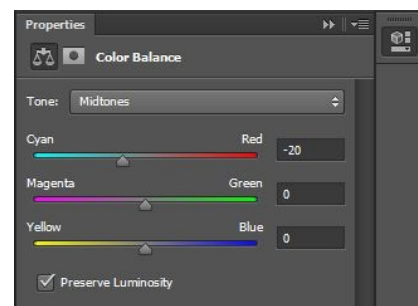 Properties
Color Balance
Tone: Midtones
Cyan Red -20
Magenta Green 0
Yellow Blue 0
Preserve Luminosity